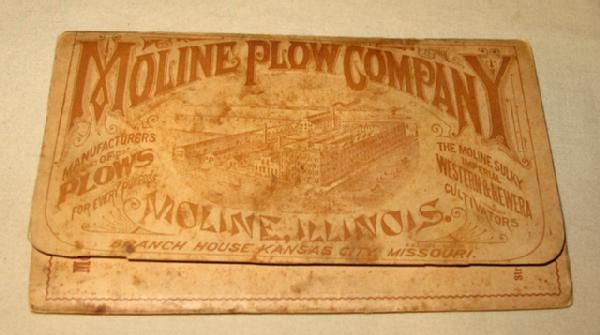 MOLINE PLOW COMPANY
MANUFACTURERS
OF
PLOWS
FOR EVERY PURPOSE
THE MOLINE SULKY
IMPERIAL
WESTERN & NEW ERA
CULTIVATORS
MOLINE, ILLINOIS.
BRANCH HOUSE KANSAS CITY, MISSOURI.